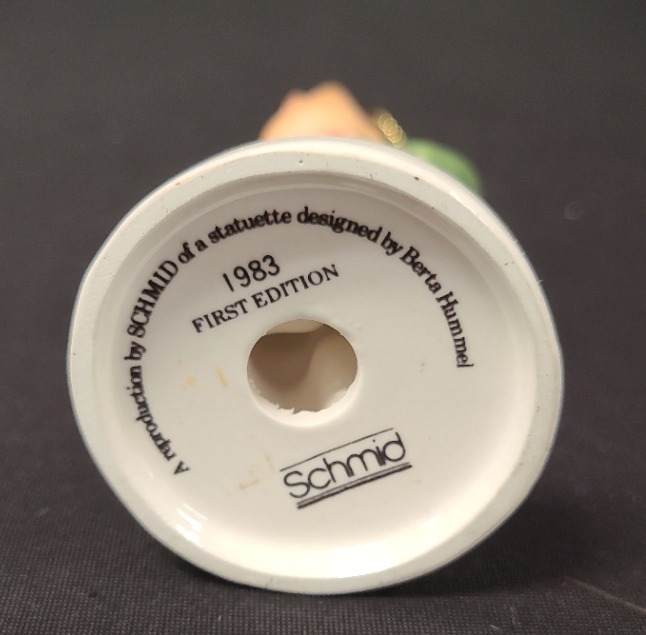 A reproduction by SCHMID of a statuette designed by Berta Hummel
1983
FIRST EDITION
Schmid